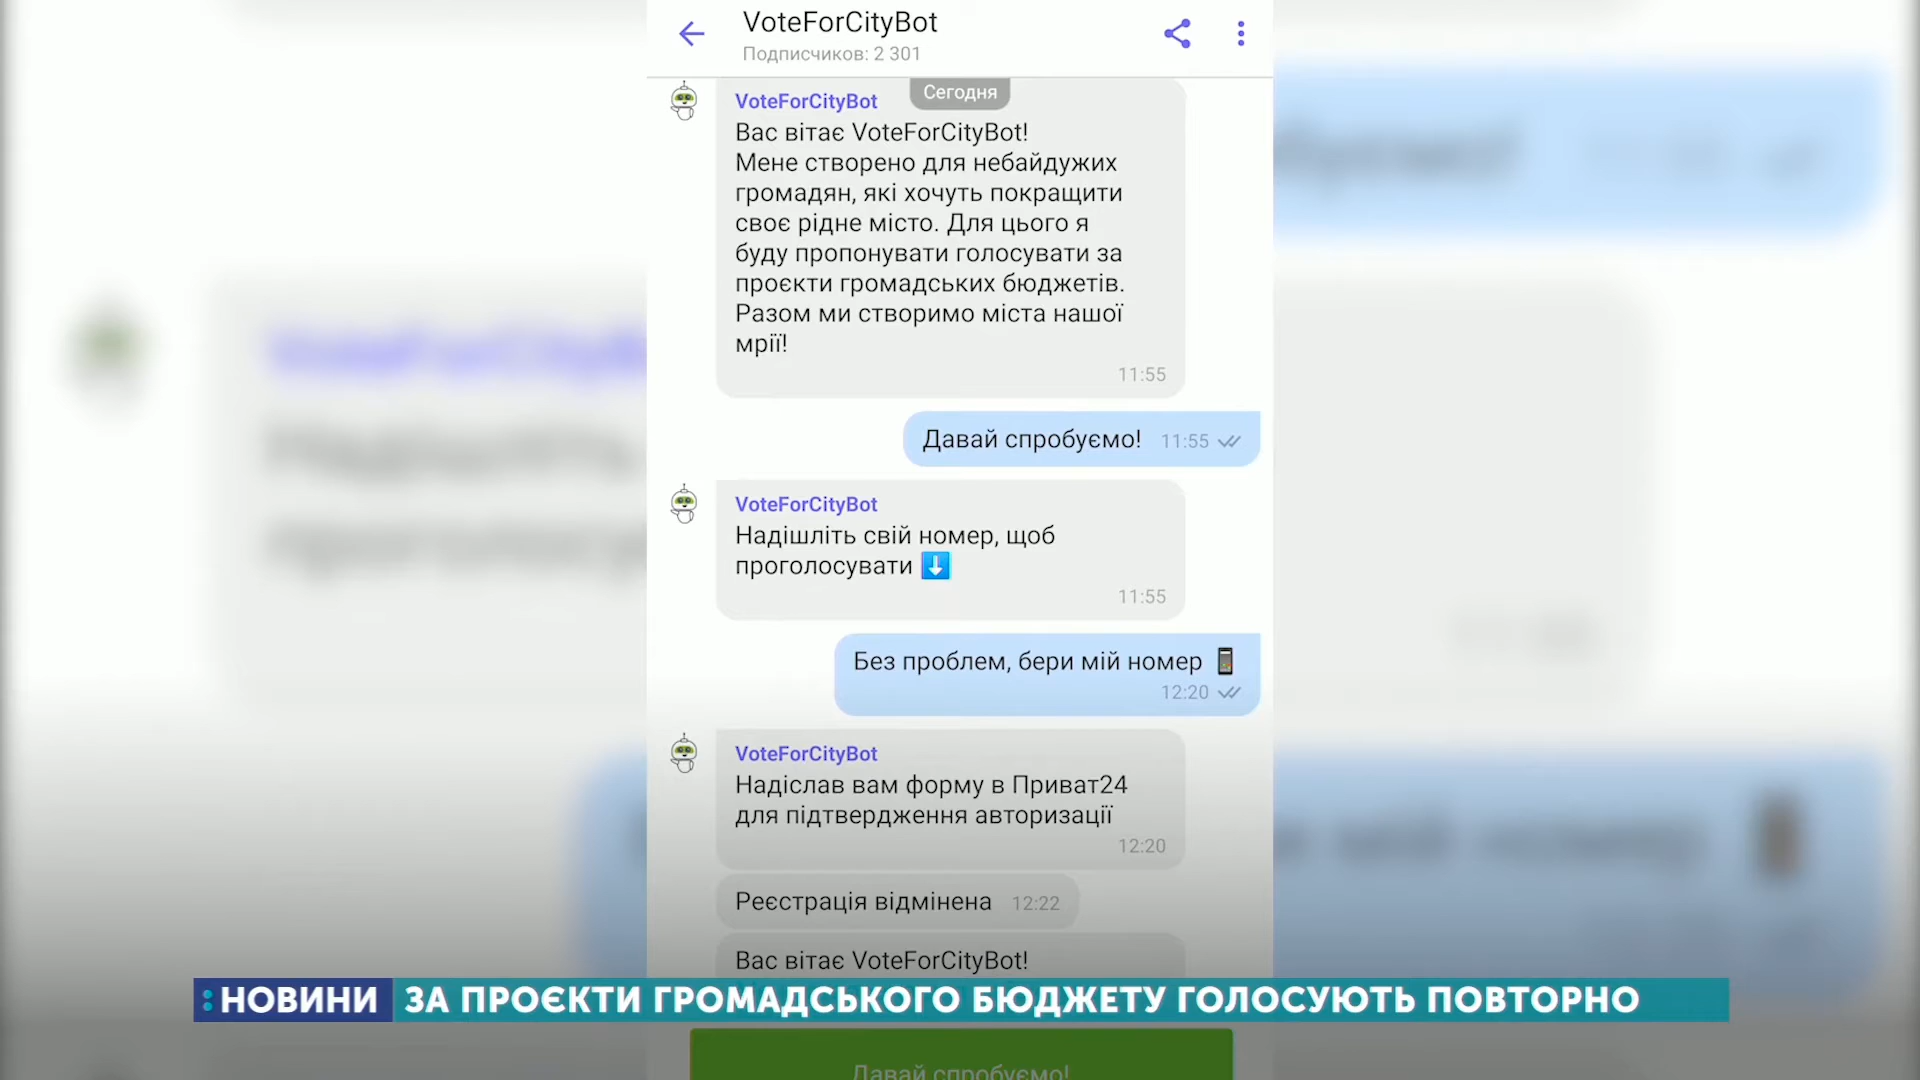 VoteForCityBot
Подписчиков: 2 301
Сегодня
VoteForCityBot
Вас вітає VoteForCityBot!
Мене створено для небайдужих
громадян, які хочуть покращити
своє рідне місто. Для цього я
буду пропонувати голосувати за
проєкти громадських бюджетів.
Разом ми створимо міста нашої
мрії!
11:55
Давай спробуємо! 11:55
VoteForCityBot
Надішліть свій номер, щоб
проголосувати
11:55
Без проблем, бери мій номер
12:20
VoteForCityBot
Надіслав вам форму в Приват24
для підтвердження авторизації
12:20
Реєстрація відмінена 12:22
Вас вітає VoteForCityBot!
:НОВИНИ ЗА ПРОЄКТИ ГРОМАДСЬКОГО БЮДЖЕТУ ГОЛОСУЮТЬ ПОВТОРНО
Давай спробуємо!